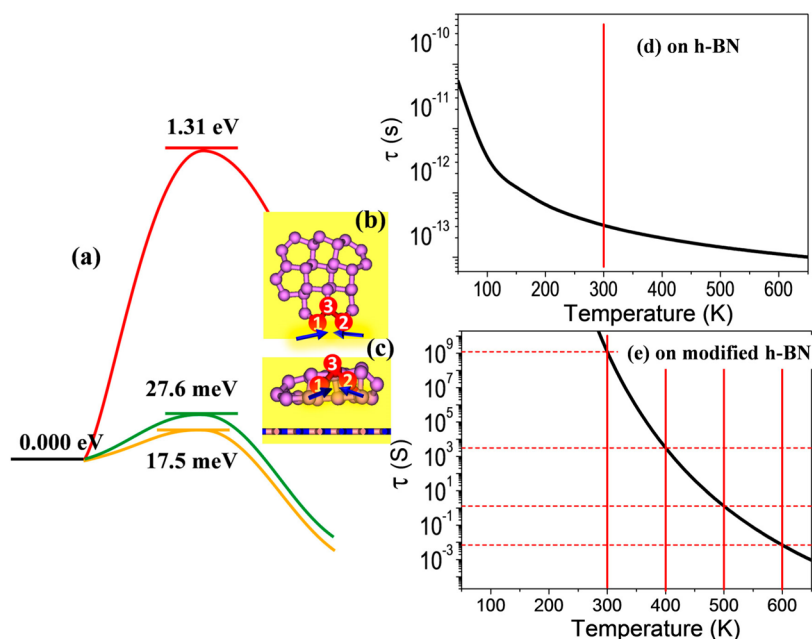 (a)
1.31 eV
27.6 meV
0.000 eV
17.5 meV
(b)
3
1 2
(c)
3
1 2
(d) on h-BN
τ (s)
10⁻¹⁰
10⁻¹¹
10⁻¹²
10⁻¹³
100 200 300 400 500 600
Temperature (K)
(e) on modified h-BN
τ (S)
10⁹
10⁷
10⁵
10³
10¹
10⁻¹
10⁻³
100 200 300 400 500 600
Temperature (K)